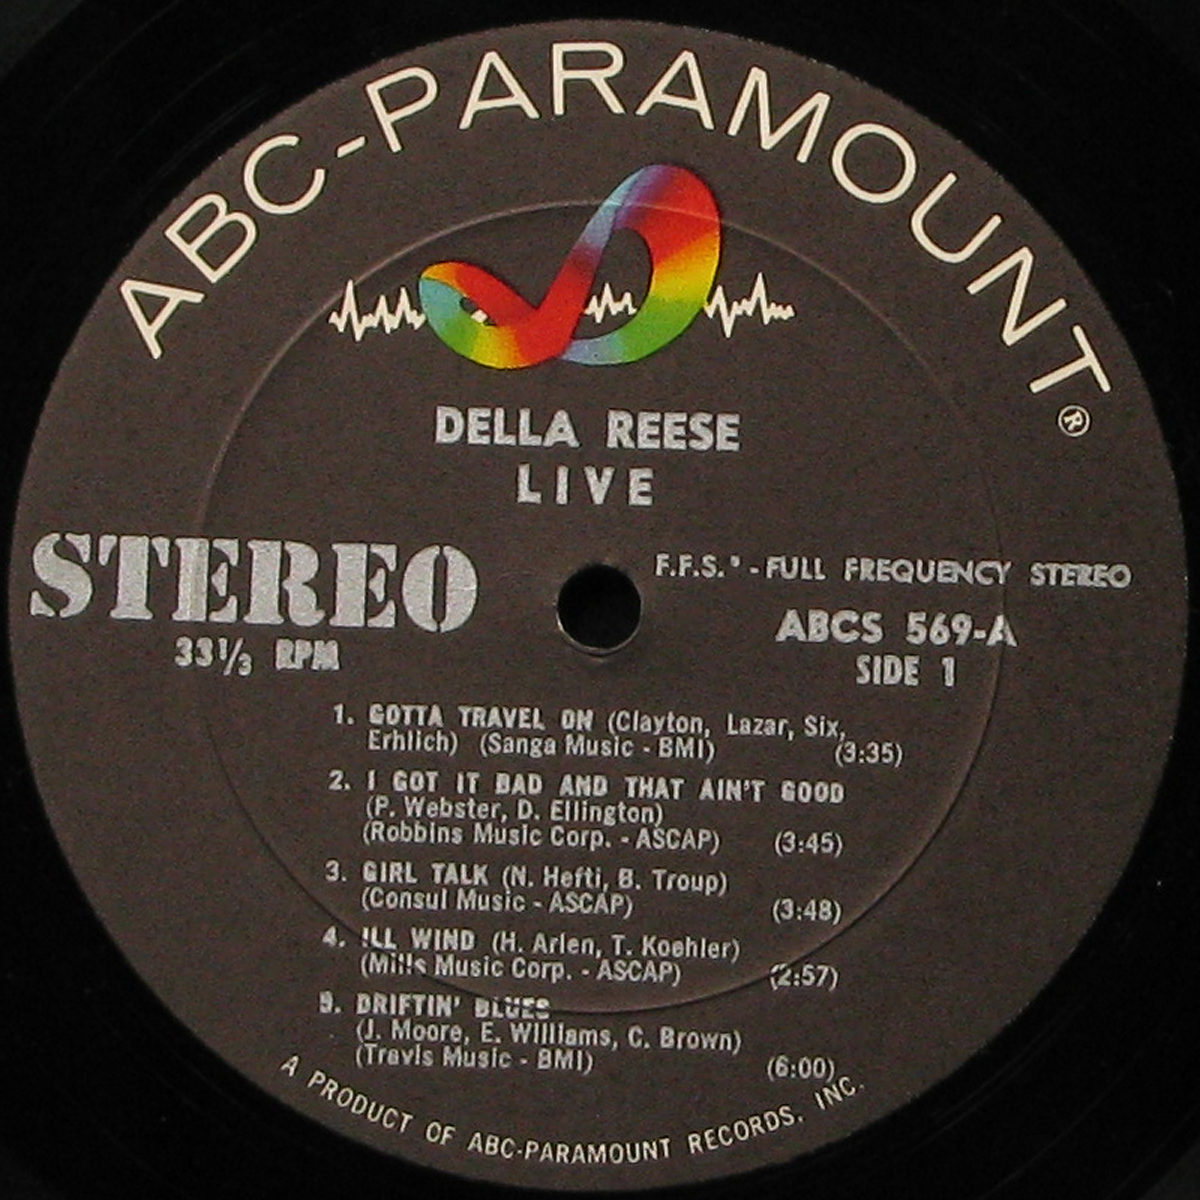 ABC-PARAMOUNT®
DELLA REESE
LIVE
STEREO
33⅓ RPM
F.F.S.® - FULL FREQUENCY STEREO
ABCS 569-A
SIDE 1
1. GOTTA TRAVEL ON (Clayton, Lazar, Six,
Erhlich) (Sanga Music - BMI) (3:35)
2. I GOT IT BAD AND THAT AIN'T GOOD
(P. Webster, D. Ellington)
(Robbins Music Corp. - ASCAP) (3:45)
3. GIRL TALK (N. Hefti, B. Troup)
(Consul Music - ASCAP) (3:48)
4. ILL WIND (H. Arlen, T. Koehler)
(Mills Music Corp. - ASCAP) (2:57)
5. DRIFTIN' BLUES
(J. Moore, E. Williams, C. Brown)
(Travis Music - BMI) (6:00)
A PRODUCT OF ABC-PARAMOUNT RECORDS, INC.